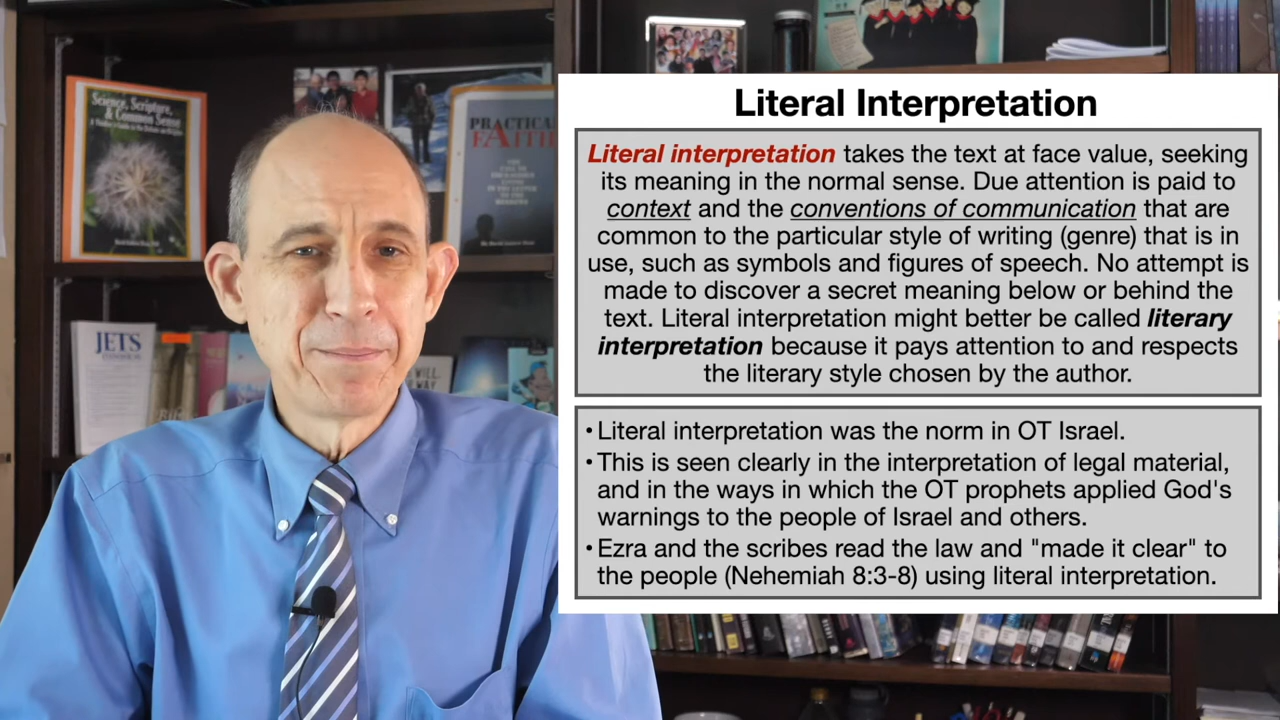 Science, Scripture,
& Common Sense
PRACTICAL
FAITH
JETS
Literal Interpretation
Literal interpretation takes the text at face value, seeking
its meaning in the normal sense. Due attention is paid to
context and the conventions of communication that are
common to the particular style of writing (genre) that is in
use, such as symbols and figures of speech. No attempt is
made to discover a secret meaning below or behind the
text. Literal interpretation might better be called literary
interpretation because it pays attention to and respects
the literary style chosen by the author.
• Literal interpretation was the norm in OT Israel.
• This is seen clearly in the interpretation of legal material,
and in the ways in which the OT prophets applied God's
warnings to the people of Israel and others.
• Ezra and the scribes read the law and "made it clear" to
the people (Nehemiah 8:3-8) using literal interpretation.